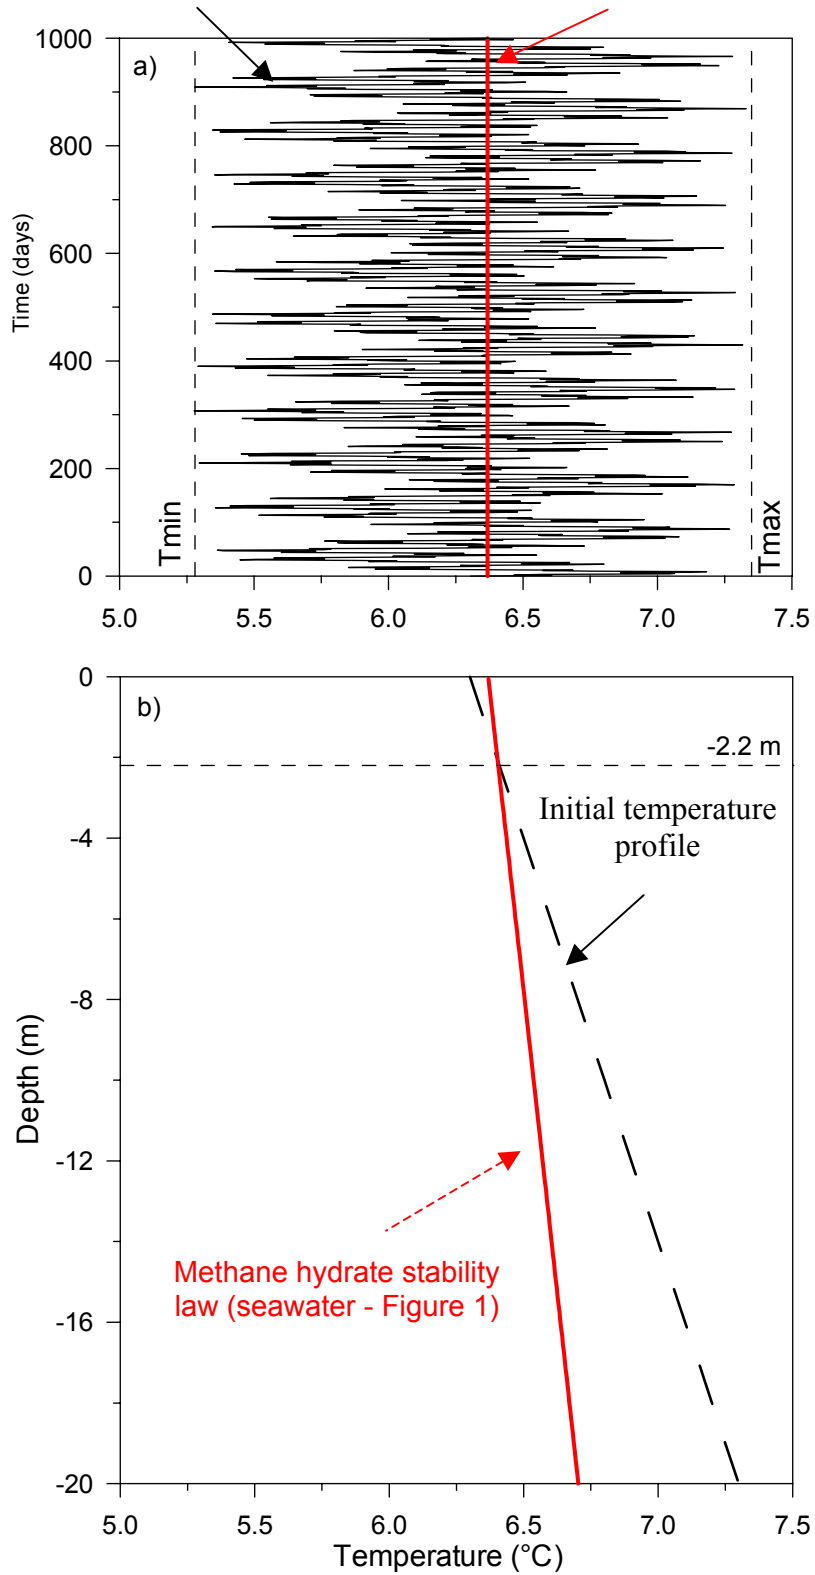 a)
1000
800
600
400
200
0
Time (days)
Tmin
Tmax
5.0 5.5 6.0 6.5 7.0 7.5
b)
0
-4
-8
-12
-16
-20
Depth (m)
-2.2 m
Initial temperature
profile
Methane hydrate stability
law (seawater - Figure 1)
5.0 5.5 6.0 6.5 7.0 7.5
Temperature (°C)